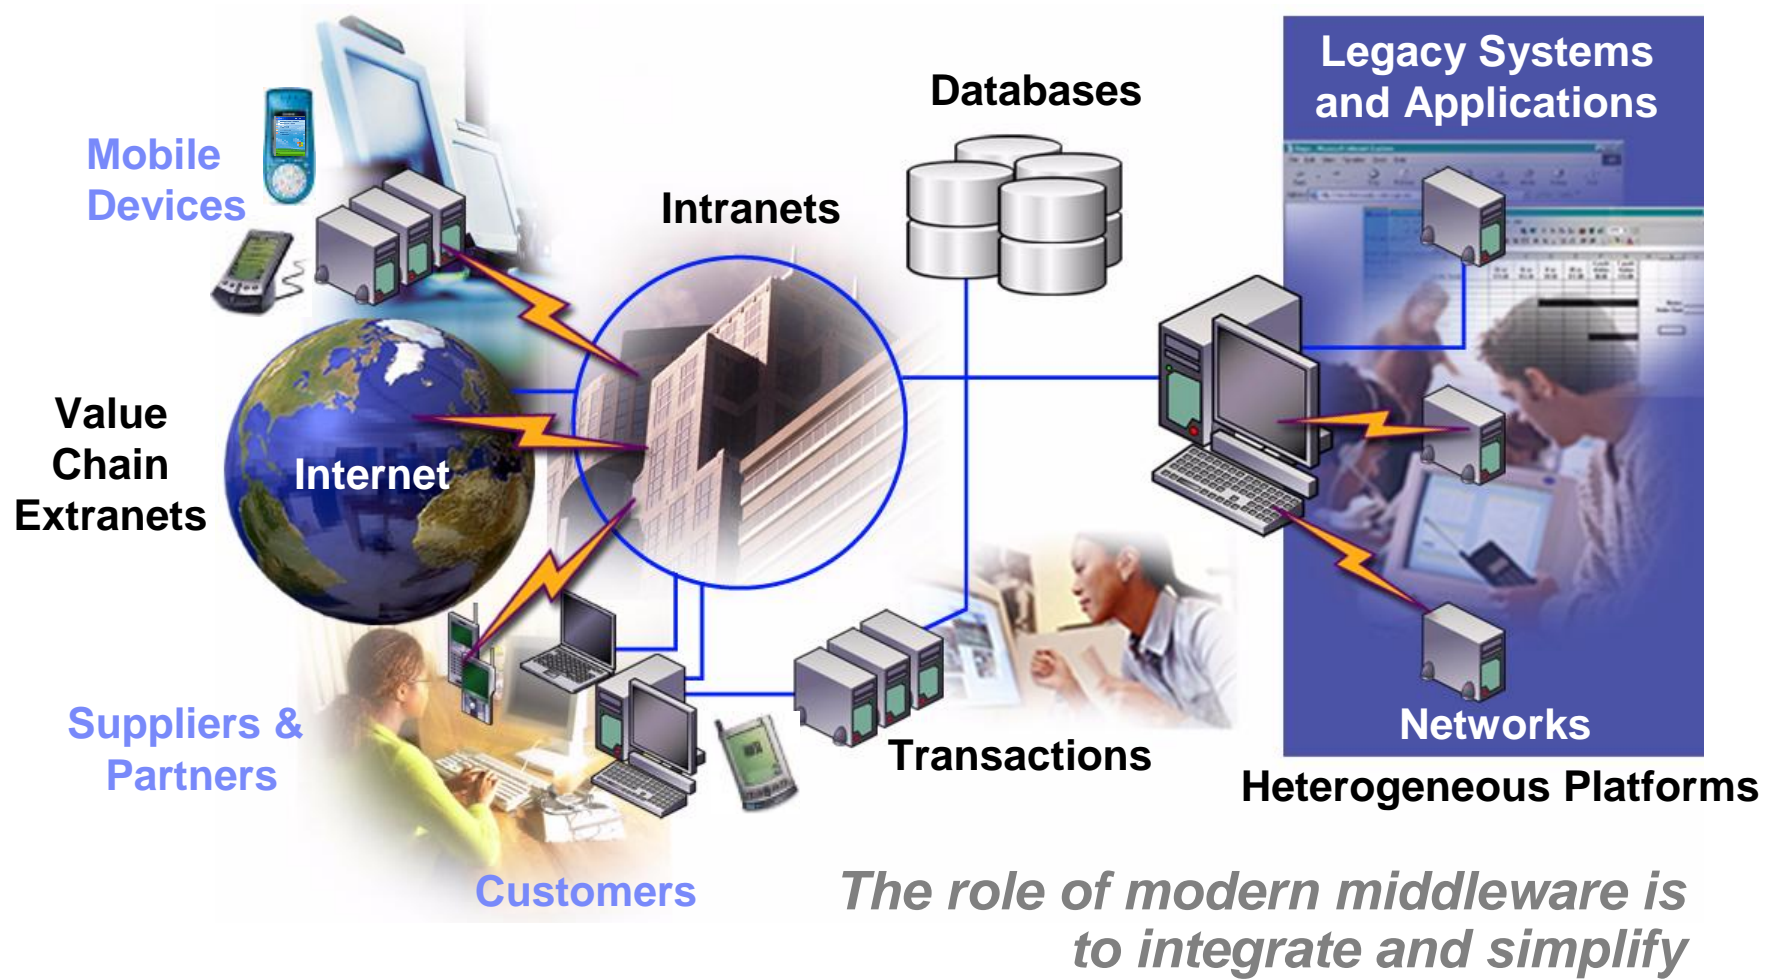 Legacy Systems
and Applications
Databases
Mobile
Devices
Intranets
Value
Chain
Extranets
Internet
Suppliers &
Partners
Transactions
Networks
Heterogeneous Platforms
Customers
The role of modern middleware is
to integrate and simplify